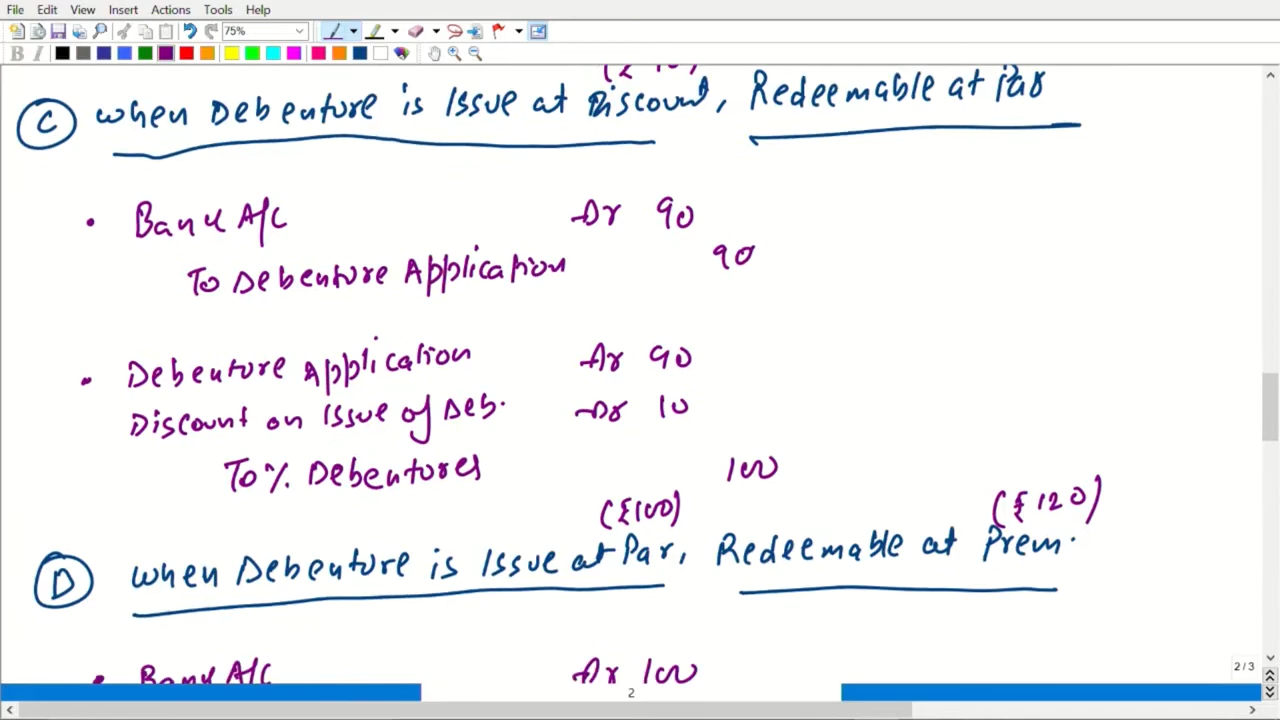 File Edit View Insert Actions Tools Help
75%
B I
C When Debenture is Issue at Discount, Redeemable at Par
• Bank A/c Dr 90
To Debenture Application 90
• Debenture Application Dr 90
Discount on Issue of Deb. Dr 10
To % Debentures 100
(₹100) (₹120)
D When Debenture is Issue at Par, Redeemable at Prem.
• Bank A/c Dr 100
2 / 3
2